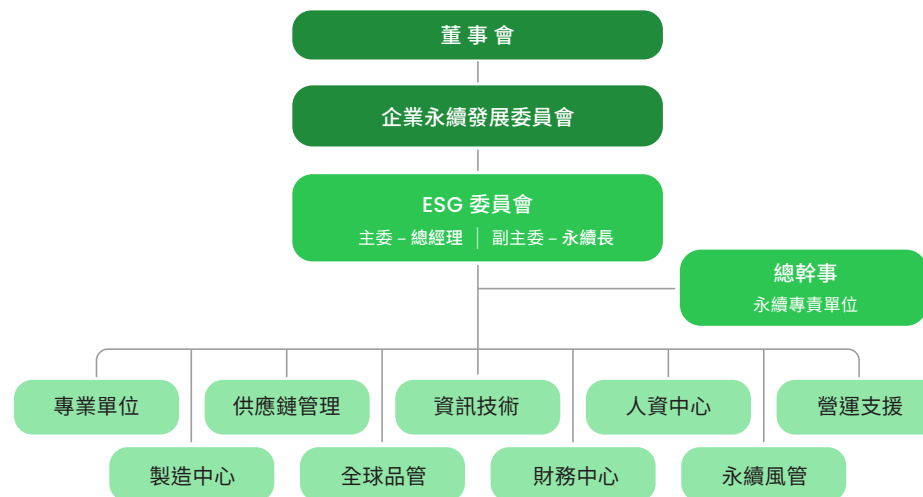 董事會
企業永續發展委員會
ESG 委員會
主委 – 總經理 │ 副主委 – 永續長
總幹事
永續專責單位
專業單位
供應鏈管理
資訊技術
人資中心
營運支援
製造中心
全球品管
財務中心
永續風管